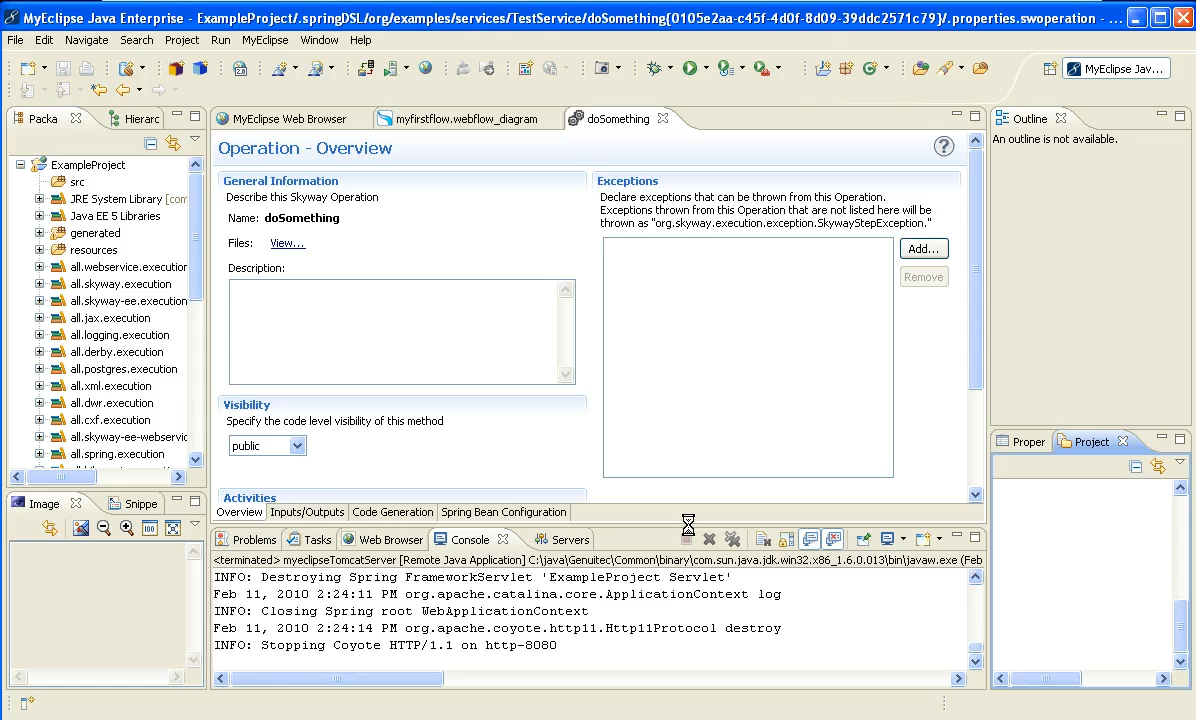 MyEclipse Java Enterprise - ExampleProject/.springDSL/org/examples/services/TestService/doSomething{0105e2aa-c45f-4d0f-8d09-39ddc2571c79}/.properties.swoperation - ...
File Edit Navigate Search Project Run MyEclipse Window Help
MyEclipse Jav...
Packa
Hierarc
MyEclipse Web Browser
myfirstflow.webflow_diagram
doSomething
Outline
An outline is not available.
ExampleProject
src
JRE System Library [com
Java EE 5 Libraries
generated
resources
all.webservice.execution
all.skyway.execution
all.skyway-ee.execution
all.jax.execution
all.logging.execution
all.derby.execution
all.postgres.execution
all.xml.execution
all.dwr.execution
all.cxf.execution
all.skyway-ee-webservic
all.spring.execution
Operation - Overview
General Information
Describe this Skyway Operation
Name: doSomething
Files: View...
Description:
Visibility
Specify the code level visibility of this method
public
Activities
Exceptions
Declare exceptions that can be thrown from this Operation.
Exceptions thrown from this Operation that are not listed here will be
thrown as "org.skyway.execution.exception.SkywayStepException."
Add...
Remove
Overview Inputs/Outputs Code Generation Spring Bean Configuration
Proper
Project
Image
Snippe
Problems Tasks Web Browser Console Servers
<terminated> myeclipseTomcatServer [Remote Java Application] C:\java\Genuitec\Common\binary\com.sun.java.jdk.win32.x86_1.6.0.013\bin\javaw.exe (Feb
INFO: Destroying Spring FrameworkServlet 'ExampleProject Servlet'
Feb 11, 2010 2:24:11 PM org.apache.catalina.core.ApplicationContext log
INFO: Closing Spring root WebApplicationContext
Feb 11, 2010 2:24:14 PM org.apache.coyote.http11.Http11Protocol destroy
INFO: Stopping Coyote HTTP/1.1 on http-8080